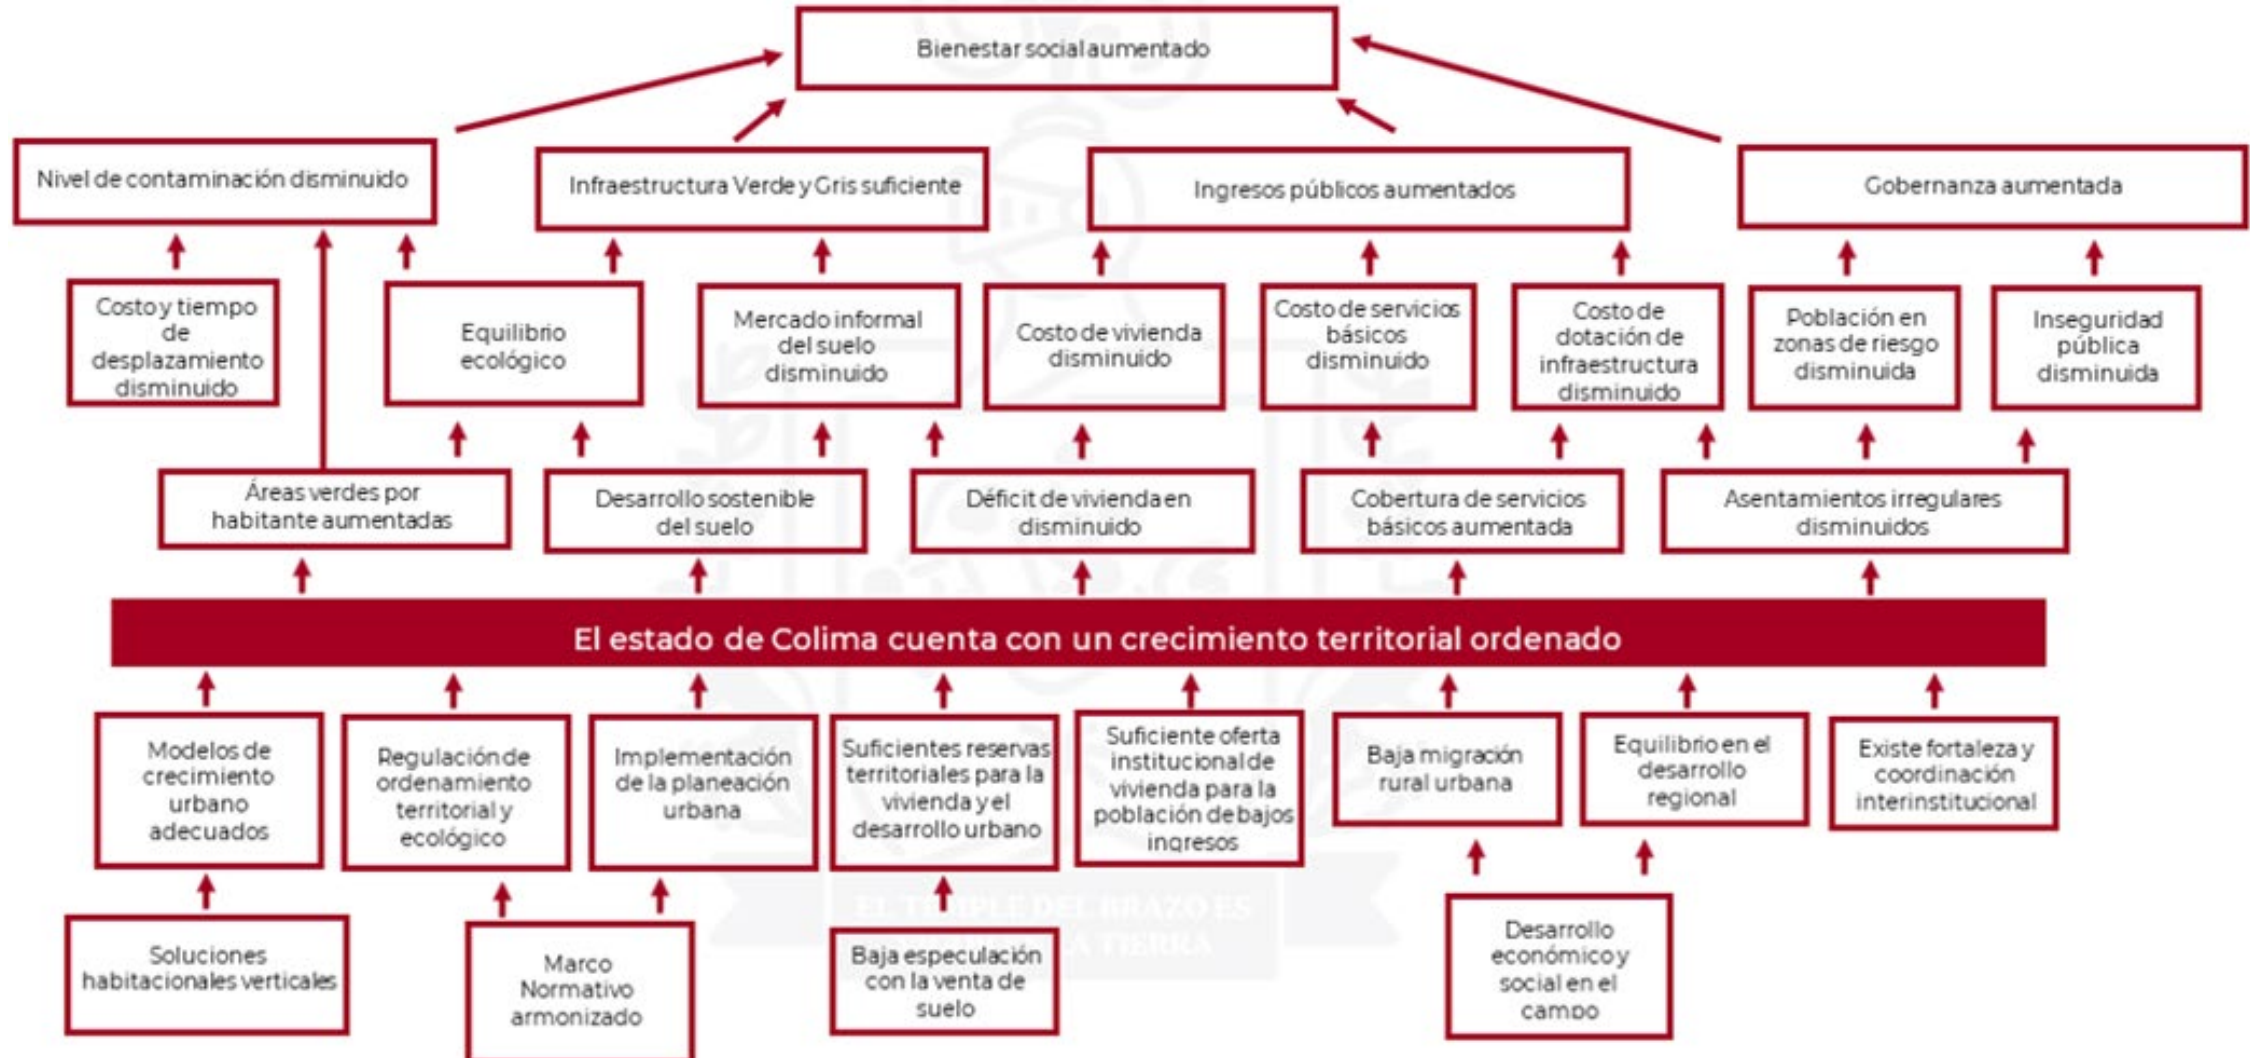 Bienestar social aumentado
Nivel de contaminación disminuido
Infraestructura Verde y Gris suficiente
Ingresos públicos aumentados
Gobernanza aumentada
Costo y tiempo
de
desplazamiento
disminuido
Equilibrio
ecológico
Mercado informal
del suelo
disminuido
Costo de vivienda
disminuido
Costo de servicios
básicos
disminuido
Costo de
dotación de
infraestructura
disminuido
Población en
zonas de riesgo
disminuida
Inseguridad
pública
disminuida
Áreas verdes por
habitante aumentadas
Desarrollo sostenible
del suelo
Déficit de vivienda en
disminuido
Cobertura de servicios
básicos aumentada
Asentamientos irregulares
disminuidos
El estado de Colima cuenta con un crecimiento territorial ordenado
Modelos de
crecimiento
urbano
adecuados
Regulación de
ordenamiento
territorial y
ecológico
Implementación
de la planeación
urbana
Suficientes reservas
territoriales para la
vivienda y el
desarrollo urbano
Suficiente oferta
institucional de
vivienda para la
población de bajos
ingresos
Baja migración
rural urbana
Equilibrio en el
desarrollo
regional
Existe fortaleza y
coordinación
interinstitucional
Soluciones
habitacionales verticales
Marco
Normativo
armonizado
Baja especulación
con la venta de
suelo
Desarrollo
económico y
social en el
campo
EL TEMPLE DEL BRAZO ES
LA TIERRA